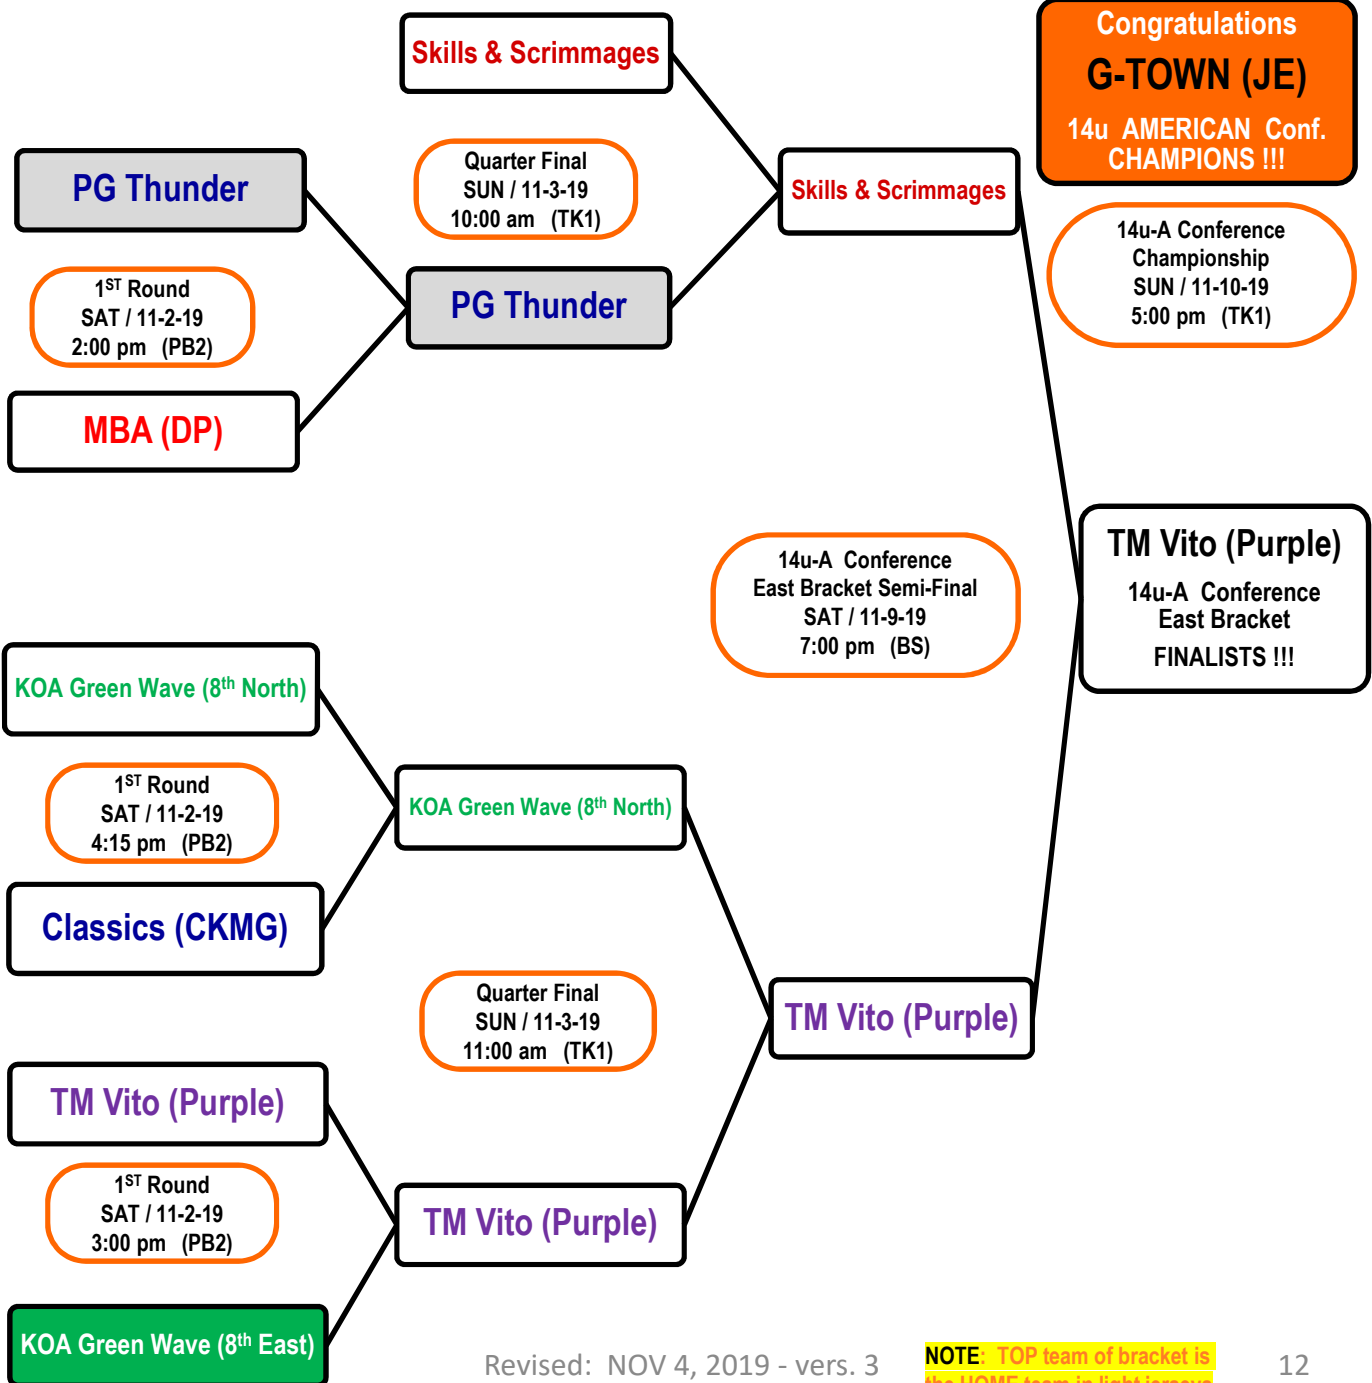 Congratulations
G-TOWN (JE)
14u AMERICAN Conf.
CHAMPIONS !!!
Skills & Scrimmages
Quarter Final
SUN / 11-3-19
10:00 am (TK1)
PG Thunder
Skills & Scrimmages
14u-A Conference
Championship
SUN / 11-10-19
5:00 pm (TK1)
1ST Round
SAT / 11-2-19
2:00 pm (PB2)
PG Thunder
MBA (DP)
14u-A Conference
East Bracket Semi-Final
SAT / 11-9-19
7:00 pm (BS)
TM Vito (Purple)
14u-A Conference
East Bracket
FINALISTS !!!
KOA Green Wave (8th North)
1ST Round
SAT / 11-2-19
4:15 pm (PB2)
KOA Green Wave (8th North)
Classics (CKMG)
Quarter Final
SUN / 11-3-19
11:00 am (TK1)
TM Vito (Purple)
TM Vito (Purple)
1ST Round
SAT / 11-2-19
3:00 pm (PB2)
TM Vito (Purple)
KOA Green Wave (8th East)
Revised: NOV 4, 2019 - vers. 3
NOTE: TOP team of bracket is
the HOME team in light jerseys
12